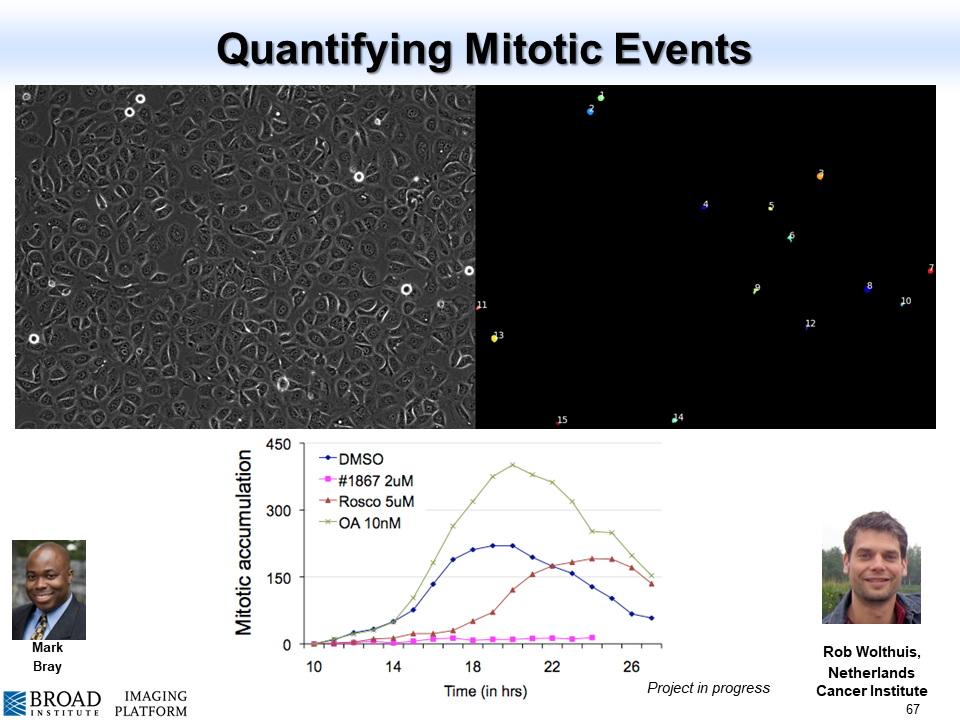 Quantifying Mitotic Events
1
2
3
4
5
6
7
8
9
10
11
12
13
14
15
Mitotic accumulation
450
300
150
0
DMSO
#1867 2uM
Rosco 5uM
OA 10nM
10
14
18
22
26
Time (in hrs)
Mark
Bray
Rob Wolthuis,
Netherlands
Cancer Institute
Project in progress
BROAD
INSTITUTE
IMAGING
PLATFORM
67